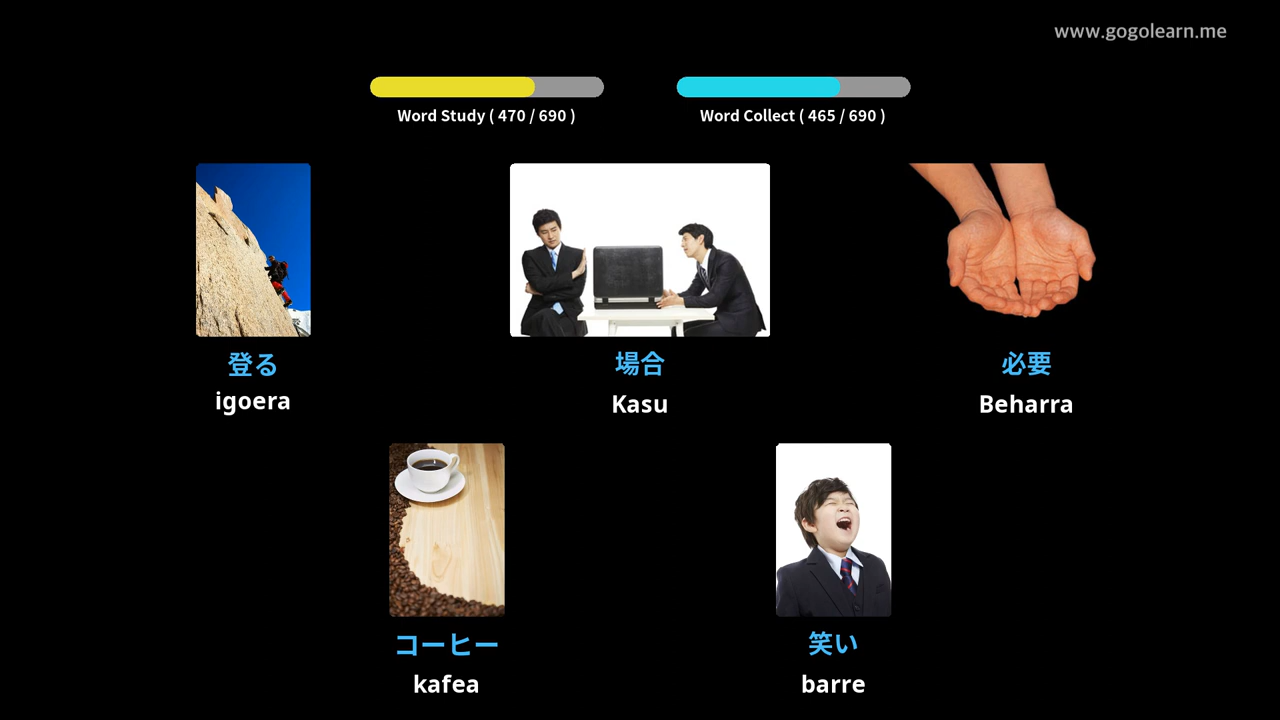 www.gogolearn.me
Word Study ( 470 / 690 )
Word Collect ( 465 / 690 )
登る
igoera
場合
Kasu
必要
Beharra
コーヒー
kafea
笑い
barre